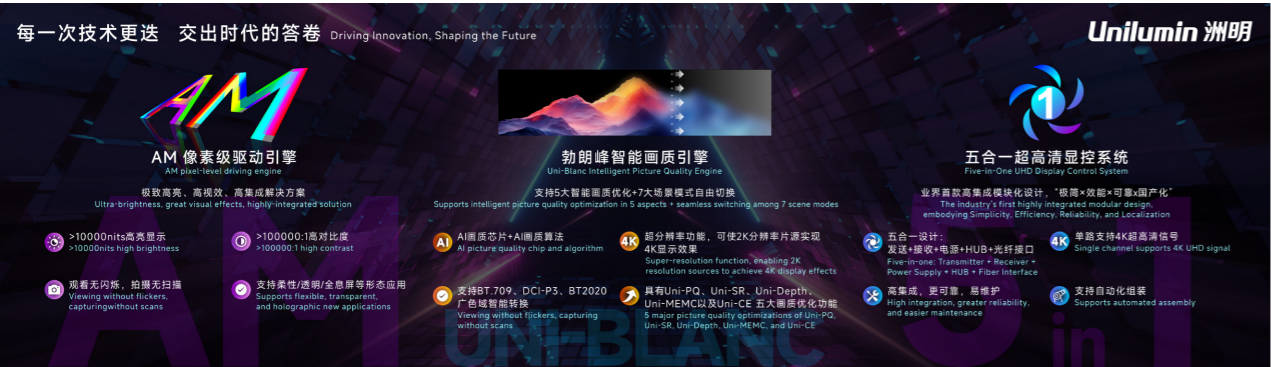 每一次技术更迭 交出时代的答卷 Driving Innovation, Shaping the Future
Unilumin 洲明
AM
AM 像素级驱动引擎
AM pixel-level driving engine
极致高亮、高视效、高集成解决方案
Ultra-brightness, great visual effects, highly-integrated solution
>10000nits高亮显示
>10000nits high brightness
>100000:1高对比度
>100000:1 high contrast
观看无闪烁，拍摄无扫描
Viewing without flickers,
capturingwithout scans
支持柔性/透明/全息屏等形态应用
Supports flexible, transparent,
and holographic new applications
勃朗峰智能画质引擎
Uni-Blanc Intelligent Picture Quality Engine
支持5大智能画质优化+7大场景模式自由切换
Supports intelligent picture quality optimization in 5 aspects + seamless switching among 7 scene modes
AI
AI画质芯片+AI画质算法
AI picture quality chip and algorithm
4K
超分辨率功能，可使2K分辨率片源实现
4K显示效果
Super-resolution function, enabling 2K
resolution sources to achieve 4K display effects
支持BT.709、DCI-P3、BT2020
广色域智能转换
Viewing without flickers, capturing
without scans
具有Uni-PQ、Uni-SR、Uni-Depth、
Uni-MEMC以及Uni-CE 五大画质优化功能
5 major picture quality optimizations of Uni-PQ,
Uni-SR, Uni-Depth, Uni-MEMC, and Uni-CE
1
五合一超高清显控系统
Five-in-One UHD Display Control System
业界首款高集成模块化设计，“极简×效能×可靠x国产化”
The industry's first highly integrated modular design,
embodying Simplicity, Efficiency, Reliability, and Localization
五合一设计：
发送+接收+电源+HUB+光纤接口
Five-in-one: Transmitter + Receiver +
Power Supply + HUB + Fiber Interface
4K
单路支持4K超高清信号
Single channel supports 4K UHD signal
高集成，更可靠，易维护
High integration, greater reliability,
and easier maintenance
支持自动化组装
Supports automated assembly
AM
UNI-BLANC
5 in 1